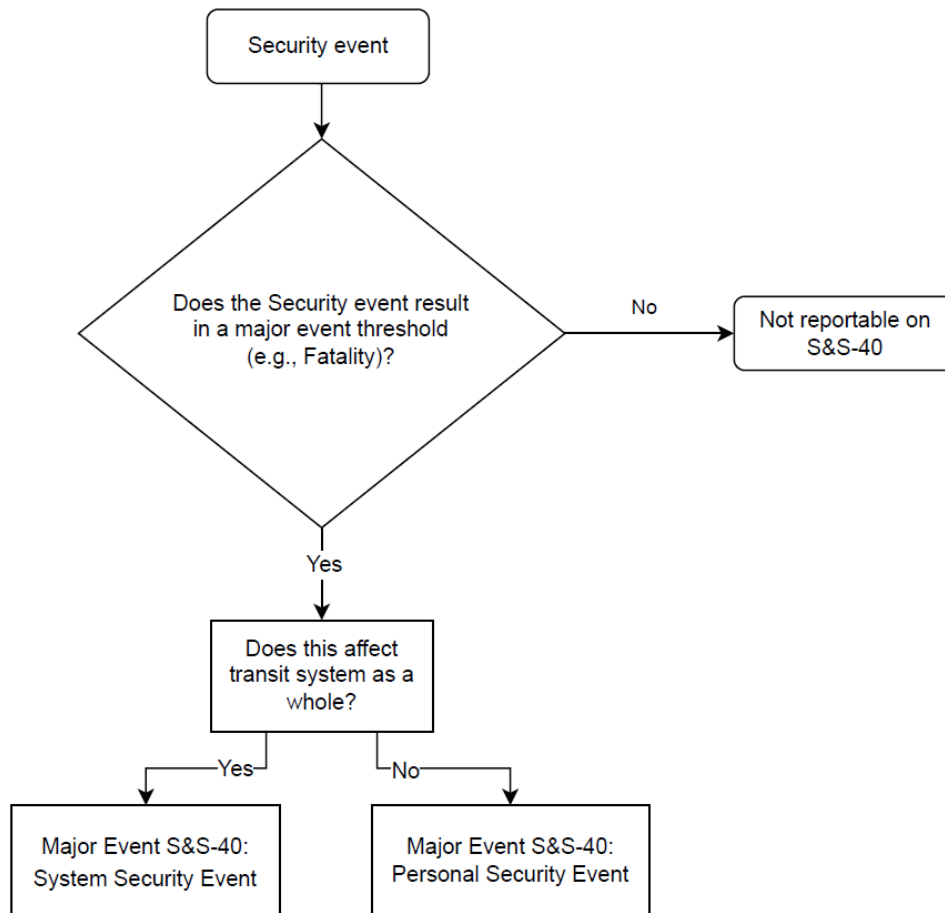 Security event
Does the Security event result
in a major event threshold
(e.g., Fatality)?
No
Not reportable on
S&S-40
Yes
Does this affect
transit system as a
whole?
Yes
No
Major Event S&S-40:
System Security Event
Major Event S&S-40:
Personal Security Event